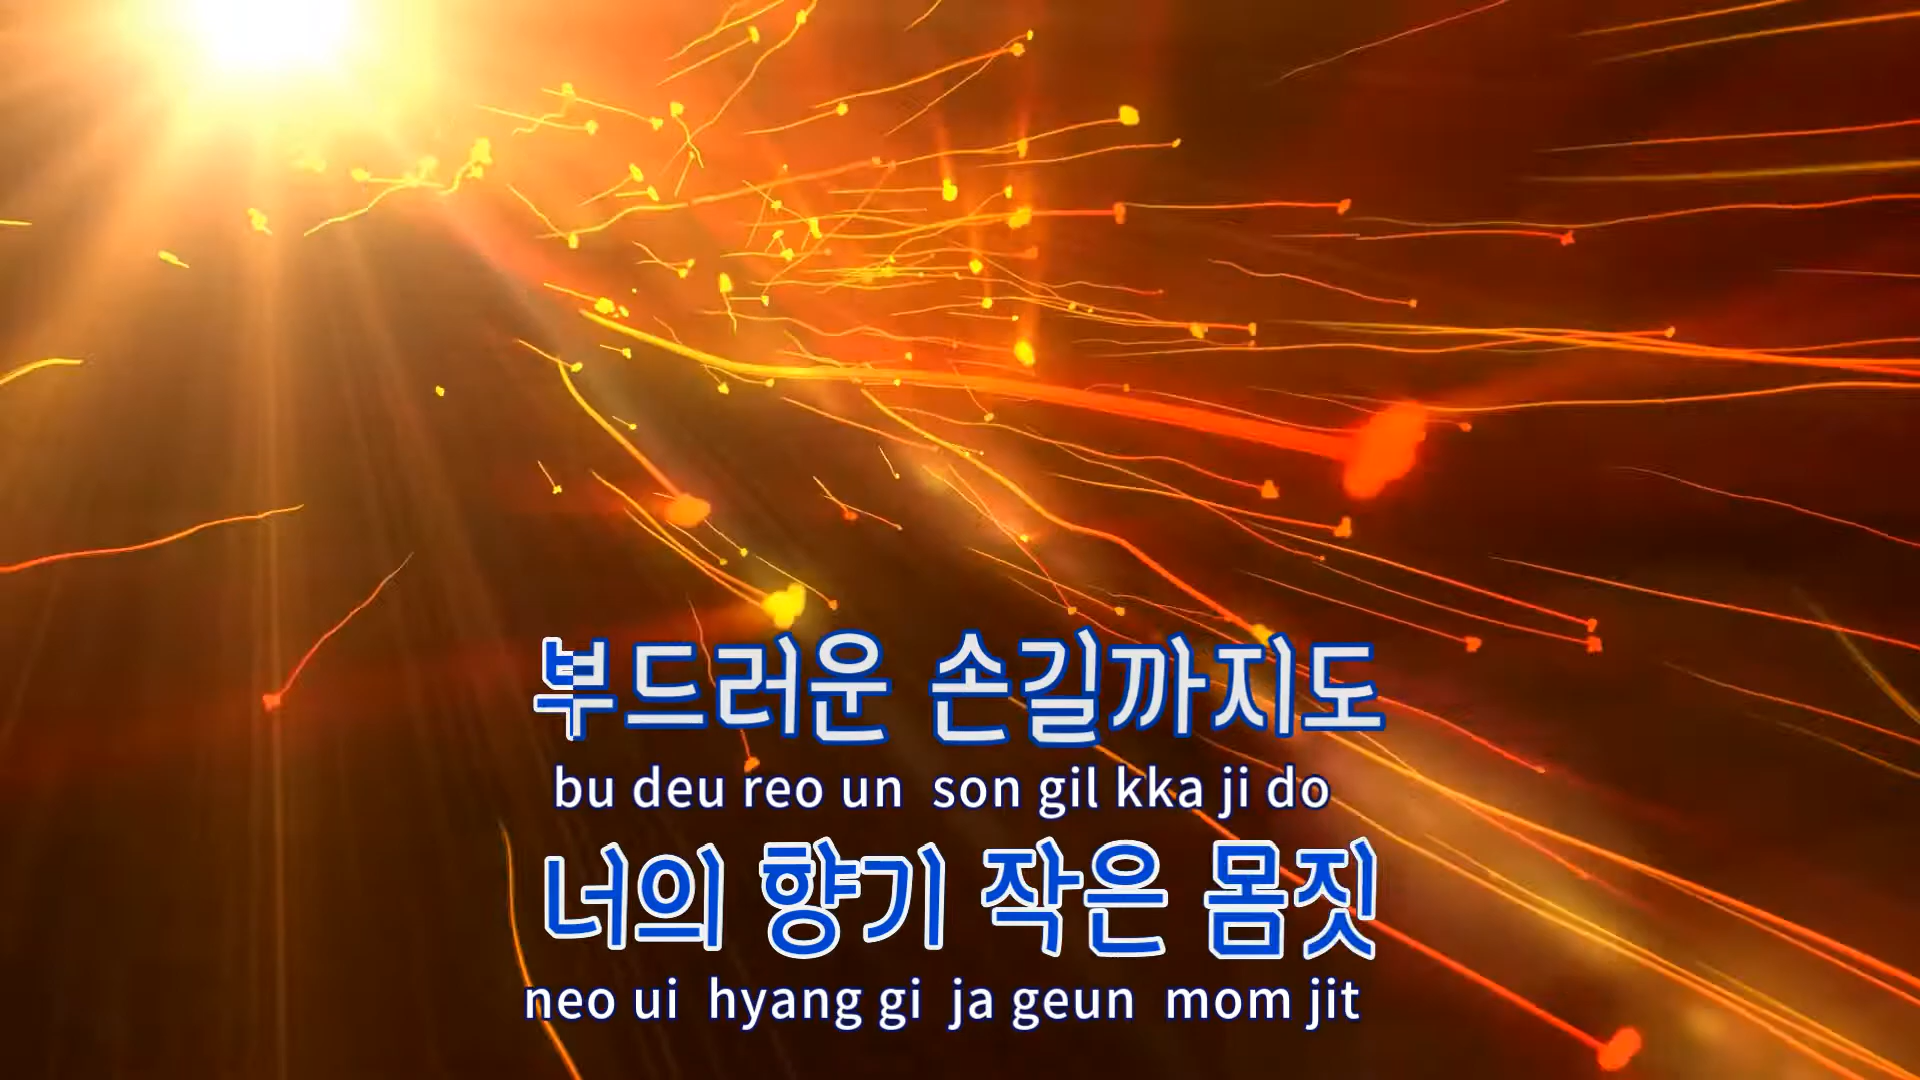 부드러운 손길까지도
bu deu reo un son gil kka ji do
너의 향기 작은 몸짓
neo ui hyang gi ja geun mom jit